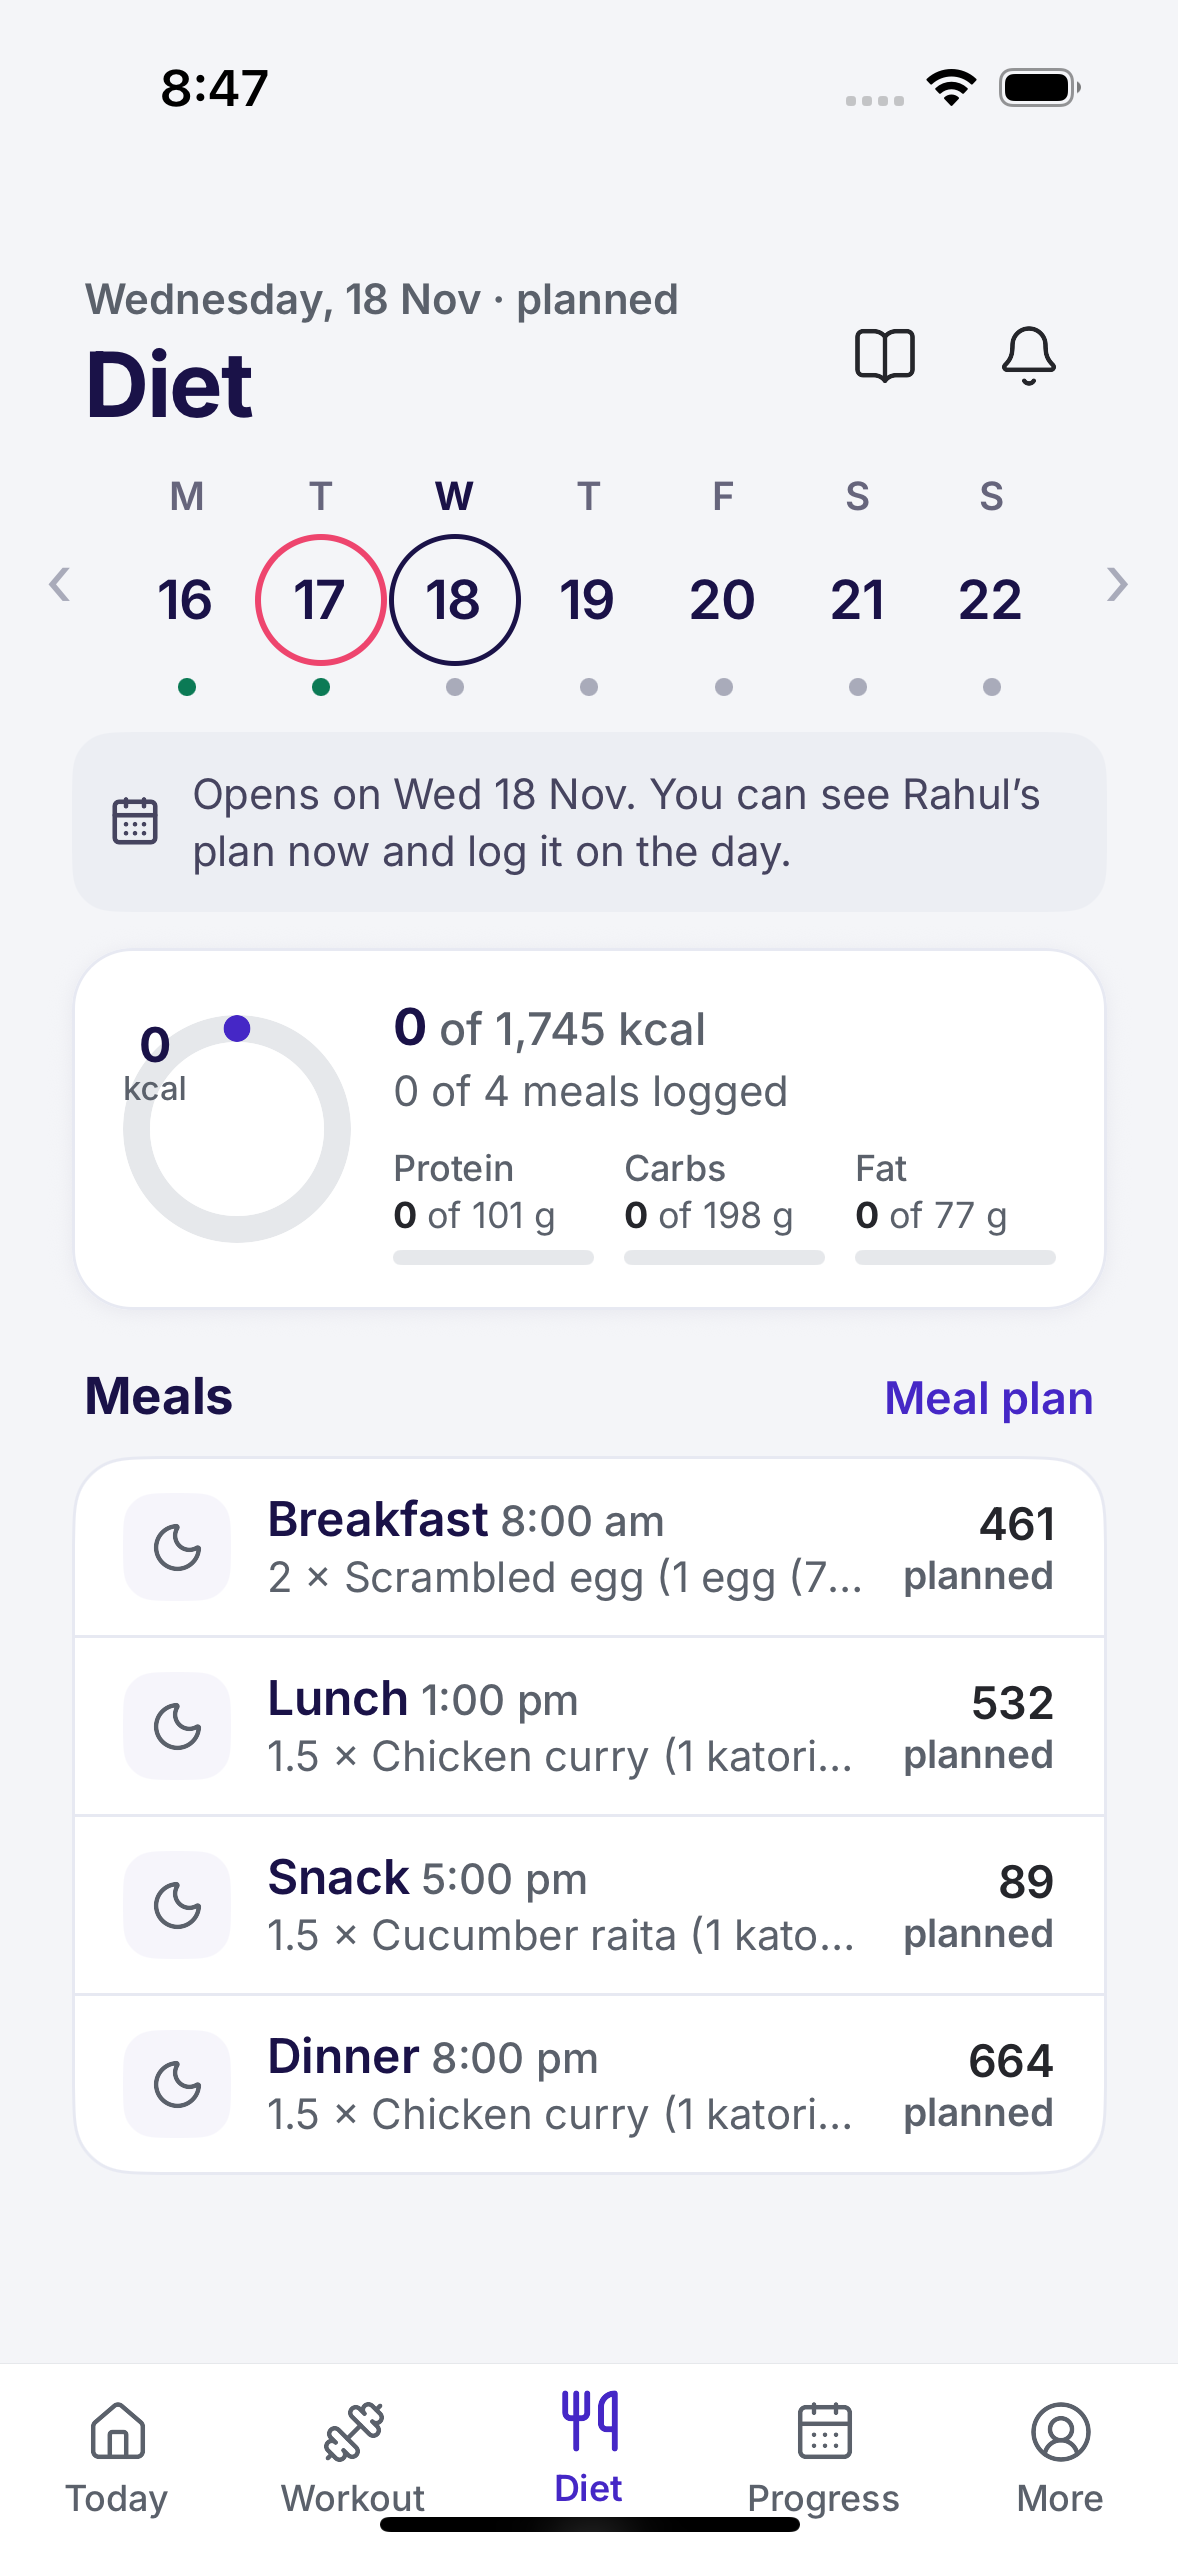 8:47
Wednesday, 18 Nov · planned
Diet
M T W T F S S
‹ 16 17 18 19 20 21 22 ›
Opens on Wed 18 Nov. You can see Rahul’s
plan now and log it on the day.
0
kcal
0 of 1,745 kcal
0 of 4 meals logged
Protein Carbs Fat
0 of 101 g 0 of 198 g 0 of 77 g
Meals Meal plan
Breakfast 8:00 am 461
2 × Scrambled egg (1 egg (7... planned
Lunch 1:00 pm 532
1.5 × Chicken curry (1 katori... planned
Snack 5:00 pm 89
1.5 × Cucumber raita (1 kato... planned
Dinner 8:00 pm 664
1.5 × Chicken curry (1 katori... planned
Today Workout Diet Progress More